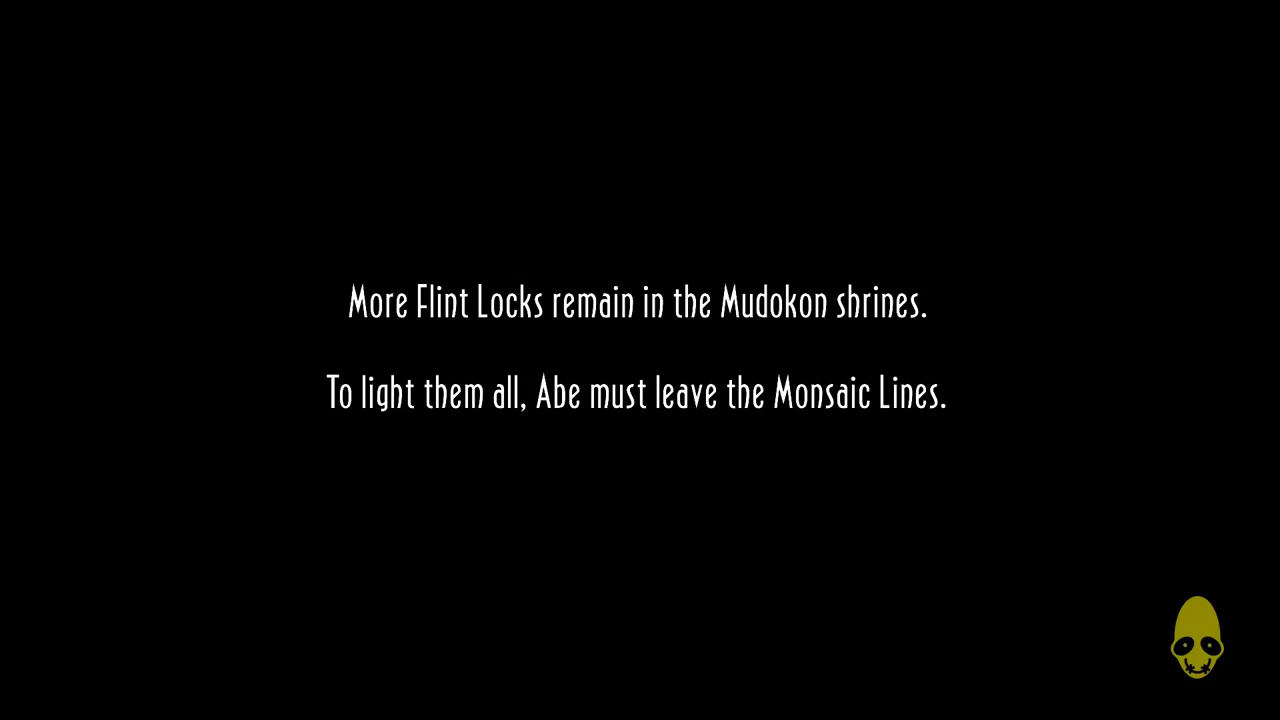 More Flint Locks remain in the Mudokon shrines.
To light them all, Abe must leave the Monsaic Lines.